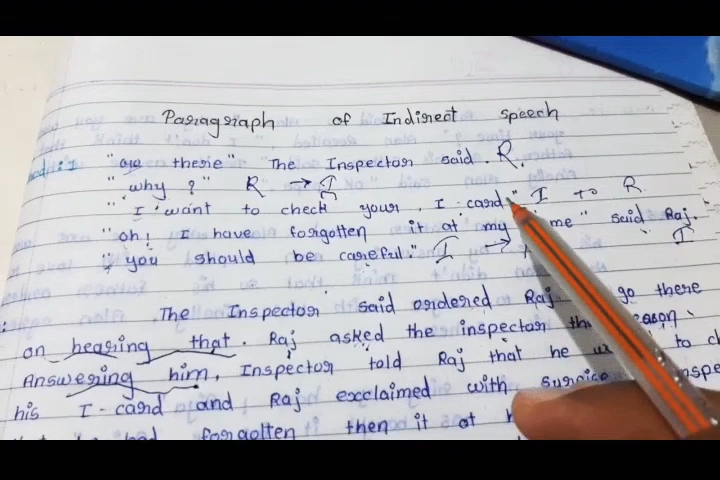 Paragraph of Indirect speech
"go there" The Inspector said. R.
"why ?" R → I
"I want to check your I-card" I to R
"oh! I have forgotten it at my said Raj.
"you should be careful." I → I
The Inspector said ordered Raj go there
on hearing that. Raj asked the inspector
Answering him, Inspector told Raj that he to
his I-card and Raj exclaimed with
forgotten then it at